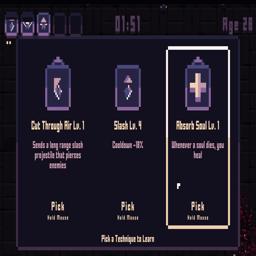 01:51
Age 20
Cut Through Air Lv. 1
Slash Lv. 4
Absorb Soul Lv. 1
Sends a long range slash
projectile that pierces
enemies
Cooldown -10%
Whenever a soul dies, you
heal
Pick
Hold Mouse
Pick
Hold Mouse
Pick
Hold Mouse
Pick a Technique to Learn